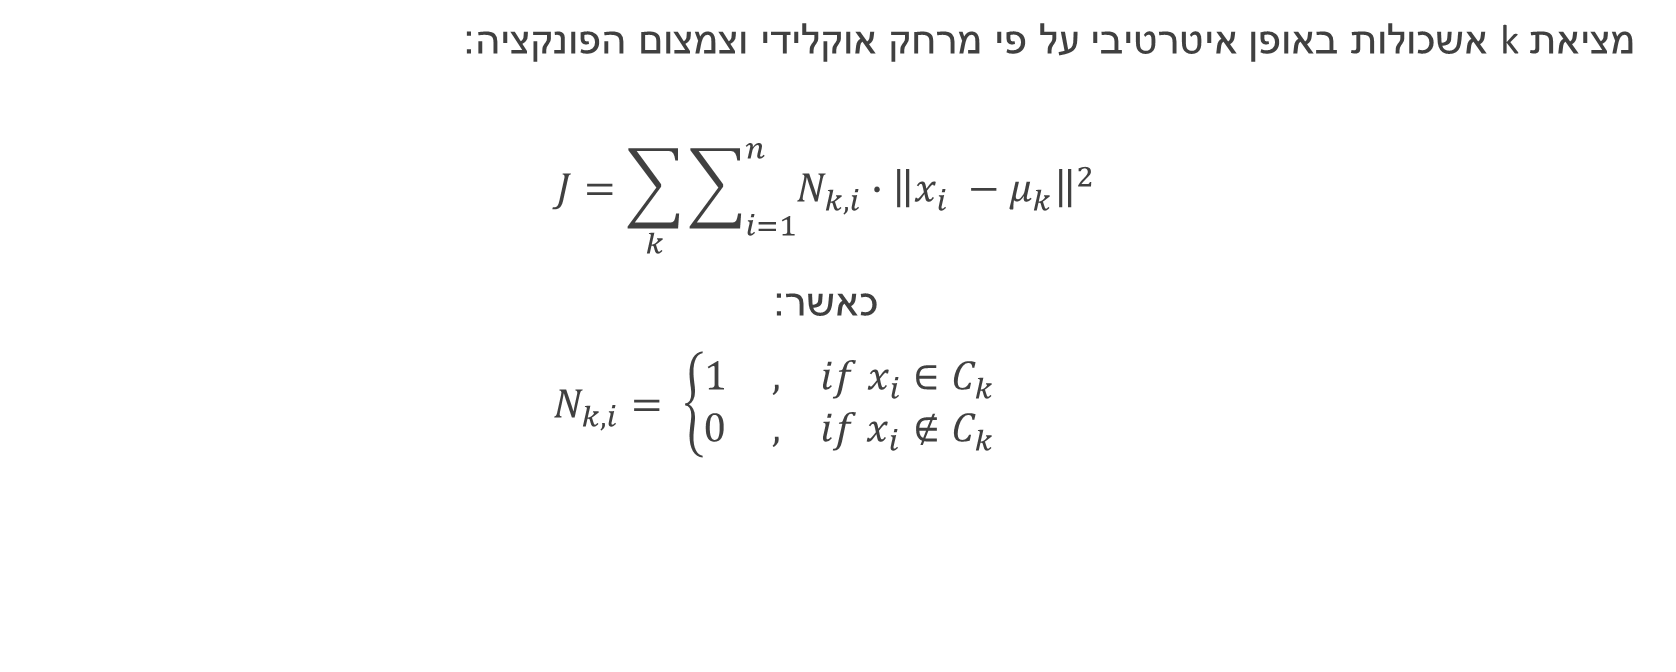 מציאת k אשכולות באופן איטרטיבי על פי מרחק אוקלידי וצמצום הפונקציה:
J = ∑_k ∑_{i=1}^n N_{k,i} · ‖x_i − μ_k‖²
כאשר:
N_{k,i} = { 1 , if x_i ∈ C_k
0 , if x_i ∉ C_k